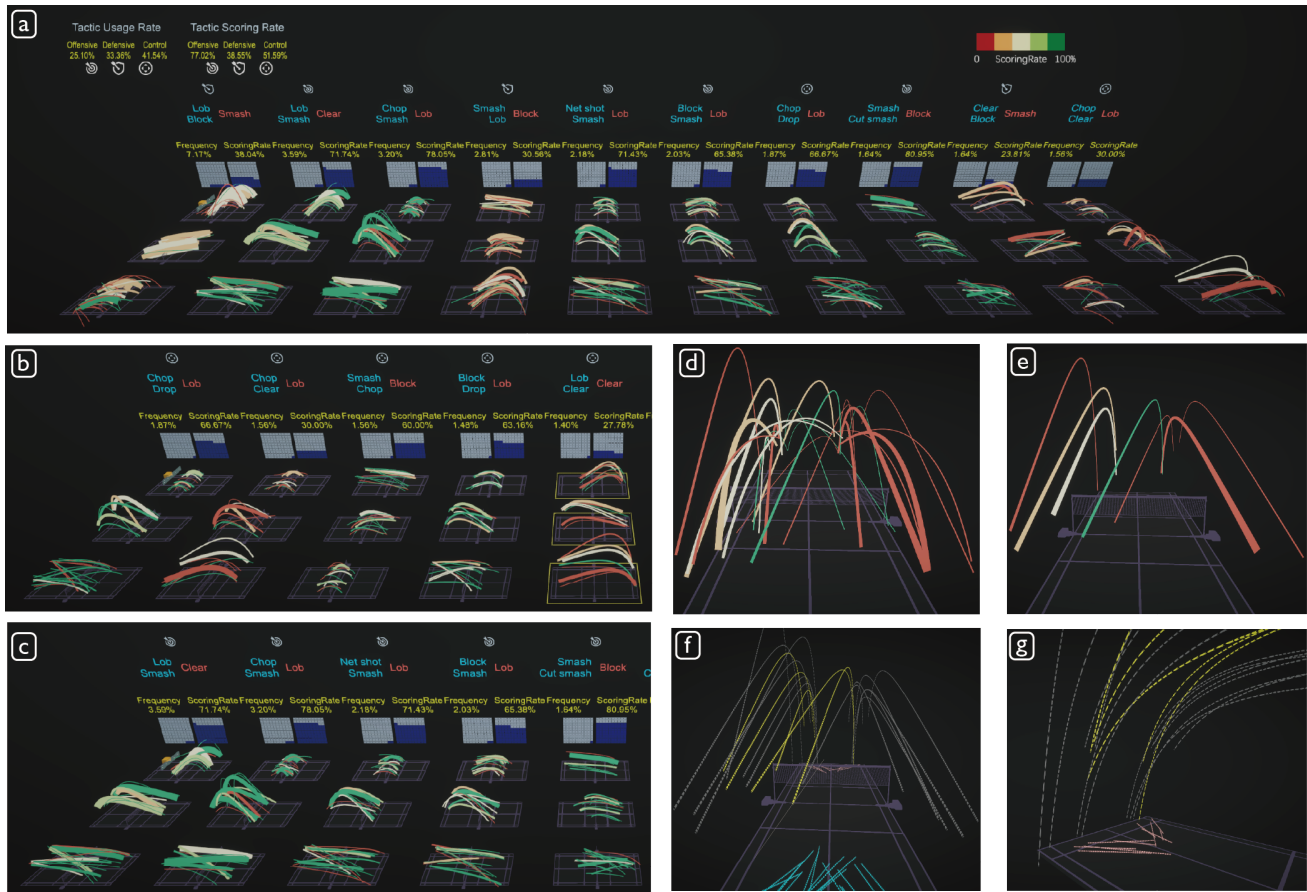 a
Tactic Usage Rate Tactic Scoring Rate
Offensive Defensive Control Offensive Defensive Control
25.10% 33.36% 41.54% 77.02% 38.55% 51.59%
0 ScoringRate 100%
Lob Block Smash
Lob Smash Clear
Chop Smash Lob
Smash Lob Block
Net shot Smash Lob
Block Smash Lob
Chop Drop Lob
Smash Cut smash Block
Clear Block Smash
Chop Clear Lob
Frequency ScoringRate Frequency ScoringRate Frequency ScoringRate Frequency ScoringRate Frequency ScoringRate Frequency ScoringRate Frequency ScoringRate Frequency ScoringRate Frequency ScoringRate Frequency ScoringRate
7.17% 38.04% 3.59% 71.74% 3.20% 78.05% 2.81% 30.56% 2.18% 71.43% 2.03% 65.38% 1.87% 66.67% 1.64% 80.95% 1.64% 23.81% 1.56% 30.00%
b
Chop Drop Lob
Chop Clear Lob
Smash Chop Block
Block Drop Lob
Lob Clear Clear
Frequency ScoringRate Frequency ScoringRate Frequency ScoringRate Frequency ScoringRate Frequency ScoringRate
1.87% 66.67% 1.56% 30.00% 1.56% 60.00% 1.48% 63.16% 1.40% 27.78%
c
Lob Smash Clear
Chop Smash Lob
Net shot Smash Lob
Block Smash Lob
Smash Cut smash Block
Frequency ScoringRate Frequency ScoringRate Frequency ScoringRate Frequency ScoringRate Frequency ScoringRate
3.59% 71.74% 3.20% 78.05% 2.18% 71.43% 2.03% 65.38% 1.64% 80.95%
d
e
f
g